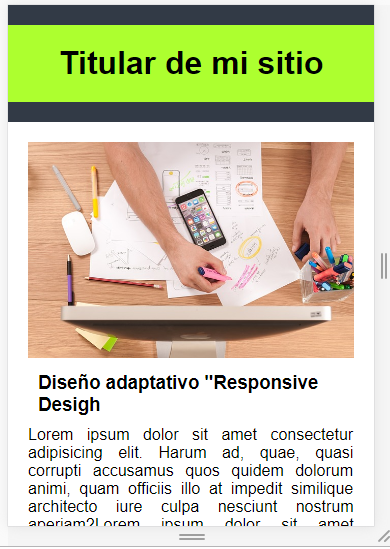 Titular de mi sitio
Diseño adaptativo "Responsive
Desigh
Lorem ipsum dolor sit amet consectetur
adipisicing elit. Harum ad, quae, quasi
corrupti accusamus quos quidem dolorum
animi, quam officiis illo at impedit similique
architecto iure culpa nesciunt nostrum
aperiam?Lorem ipsum dolor sit amet